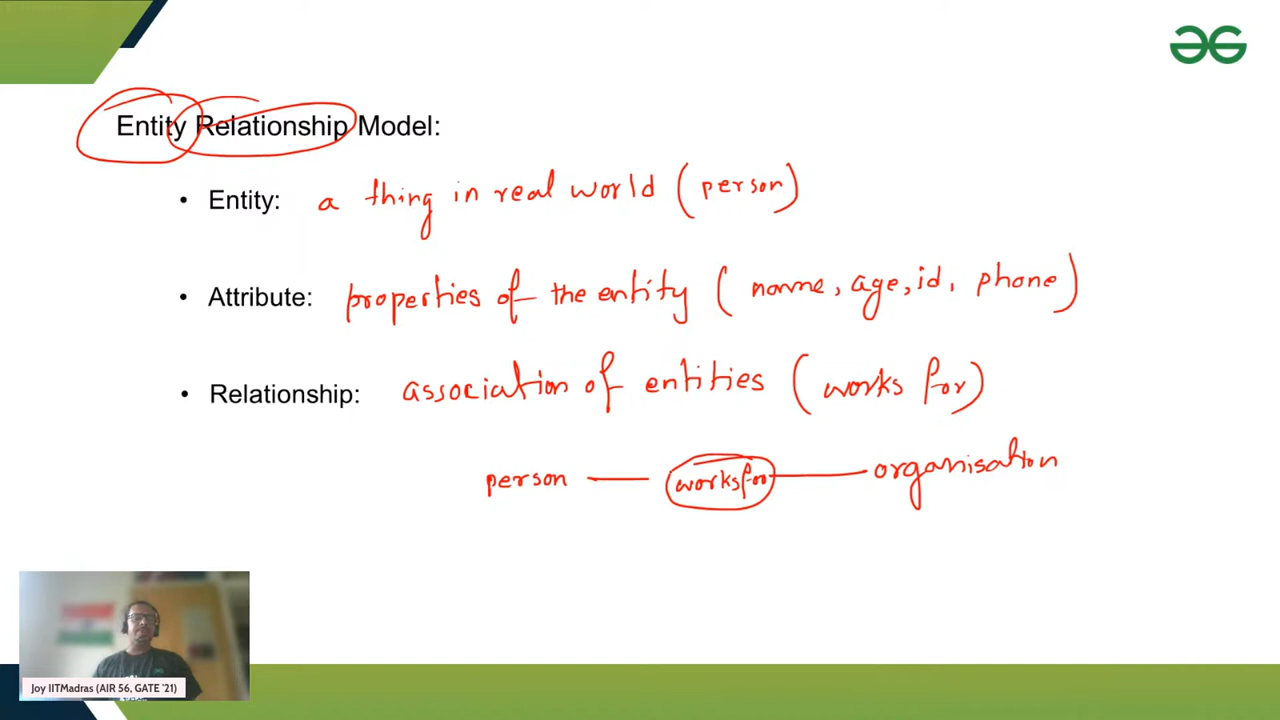 Entity Relationship Model:
• Entity: a thing in real world (person)
• Attribute: properties of the entity (name, age, id, phone)
• Relationship: association of entities (works for)
person — works for — organisation
Joy IITMadras (AIR 56, GATE '21)